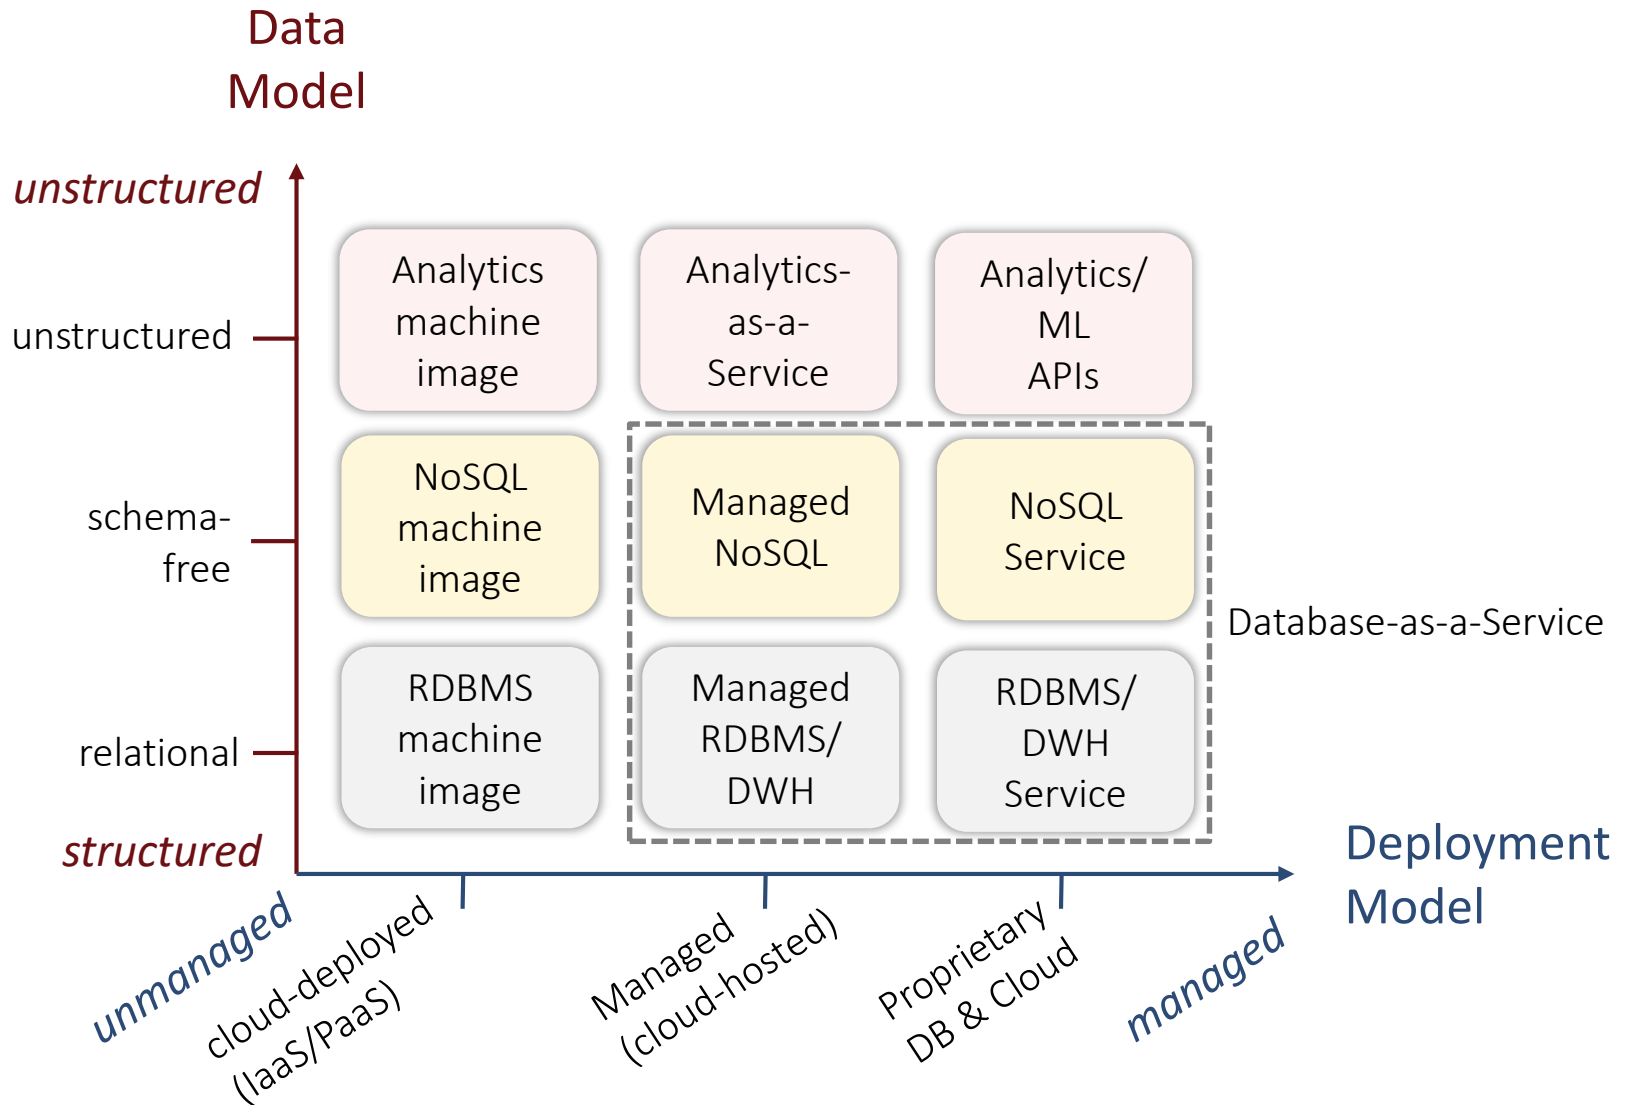 Data
Model
unstructured
Analytics
machine
image
Analytics-
as-a-
Service
Analytics/
ML
APIs
unstructured
NoSQL
machine
image
Managed
NoSQL
NoSQL
Service
schema-
free
Database-as-a-Service
RDBMS
machine
image
Managed
RDBMS/
DWH
RDBMS/
DWH
Service
relational
structured
Deployment
Model
unmanaged
cloud-deployed
(IaaS/PaaS)
Managed
(cloud-hosted)
Proprietary
DB & Cloud
managed